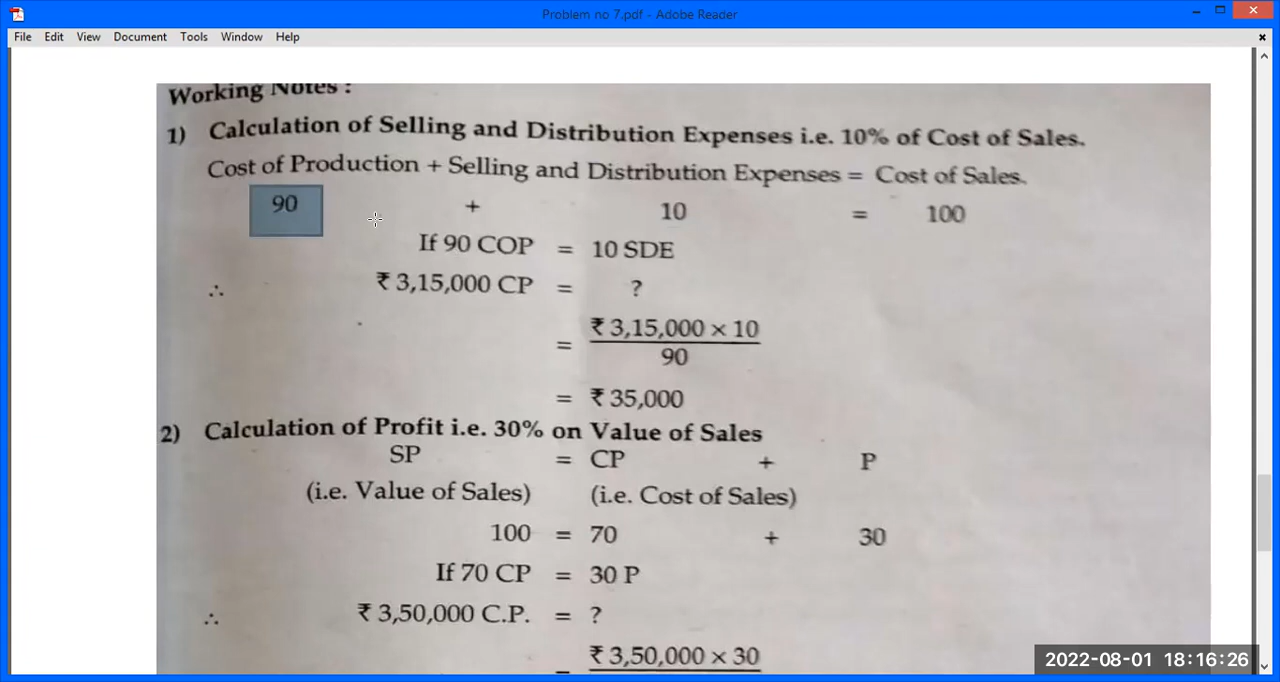 Problem no 7.pdf - Adobe Reader
File Edit View Document Tools Window Help
Working Notes :
1) Calculation of Selling and Distribution Expenses i.e. 10% of Cost of Sales.
Cost of Production + Selling and Distribution Expenses = Cost of Sales.
90 + 10 = 100
If 90 COP = 10 SDE
∴ ₹ 3,15,000 CP = ?
= ₹ 3,15,000 × 10
90
= ₹ 35,000
2) Calculation of Profit i.e. 30% on Value of Sales
SP = CP + P
(i.e. Value of Sales) (i.e. Cost of Sales)
100 = 70 + 30
If 70 CP = 30 P
∴ ₹ 3,50,000 C.P. = ?
= ₹ 3,50,000 × 30
2022-08-01 18:16:26